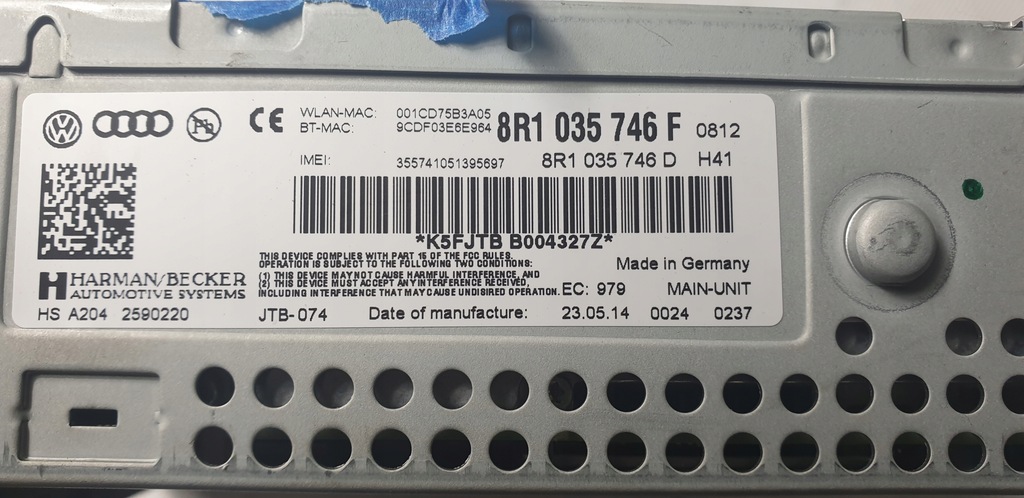 WLAN-MAC: 001CD75B3A05
BT-MAC: 9CDF03E6E964
8R1 035 746 F 0812
IMEI: 355741051395697 8R1 035 746 D H41
*K5FJTB B004327Z*
THIS DEVICE COMPLIES WITH PART 15 OF THE FCC RULES.
OPERATION IS SUBJECT TO THE FOLLOWING TWO CONDITIONS:
(1) THIS DEVICE MAY NOT CAUSE HARMFUL INTERFERENCE, AND
(2) THIS DEVICE MUST ACCEPT ANY INTERFERENCE RECEIVED,
INCLUDING INTERFERENCE THAT MAY CAUSE UNDISIRED OPERATION.
Made in Germany
EC: 979 MAIN-UNIT
HARMAN/BECKER
AUTOMOTIVE SYSTEMS
HS A204 2590220 JTB-074 Date of manufacture: 23.05.14 0024 0237
VW
Pb
CE